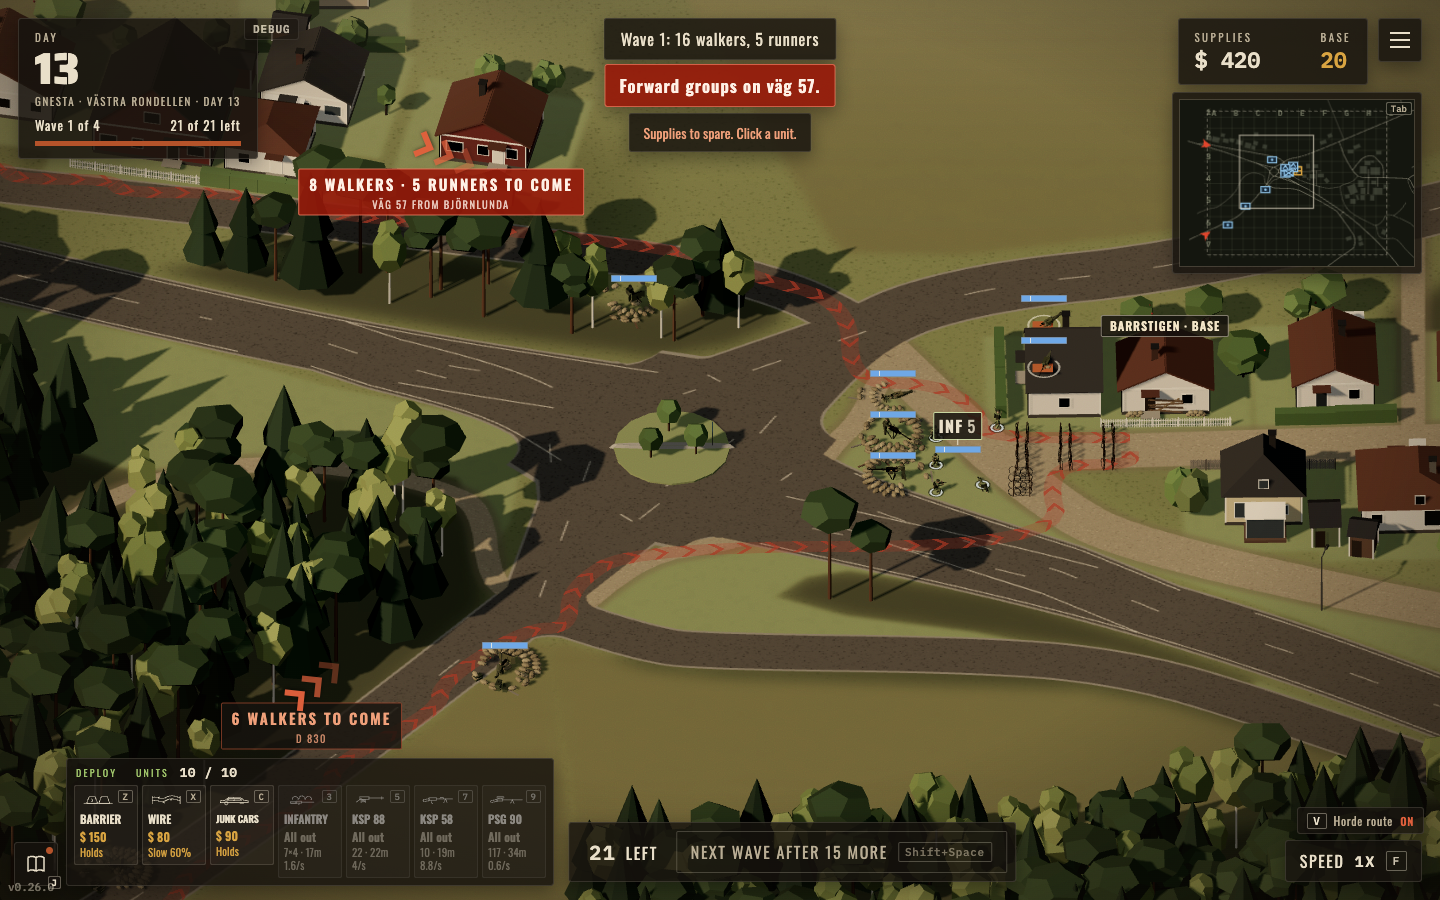 DAY
DEBUG
13
GNESTA · VÄSTRA RONDELLEN · DAY 13
Wave 1 of 4
21 of 21 left
Wave 1: 16 walkers, 5 runners
Forward groups on väg 57.
Supplies to spare. Click a unit.
SUPPLIES
$ 420
BASE
20
Tab
A B C D E F G H
8 WALKERS · 5 RUNNERS TO COME
VÄG 57 FROM BJÖRNLUNDA
BARRSTIGEN · BASE
INF 5
6 WALKERS TO COME
D 830
DEPLOY UNITS 10 / 10
Z
BARRIER
$ 150
Holds
X
WIRE
$ 80
Slow 60%
C
JUNK CARS
$ 90
Holds
3
INFANTRY
All out
7×4 · 17m
1.6/s
5
KSP 88
All out
22 · 22m
4/s
7
KSP 58
All out
10 · 19m
8.8/s
9
PSG 90
All out
117 · 34m
0.6/s
J
21 LEFT
NEXT WAVE AFTER 15 MORE
Shift+Space
V Horde route ON
SPEED 1X F